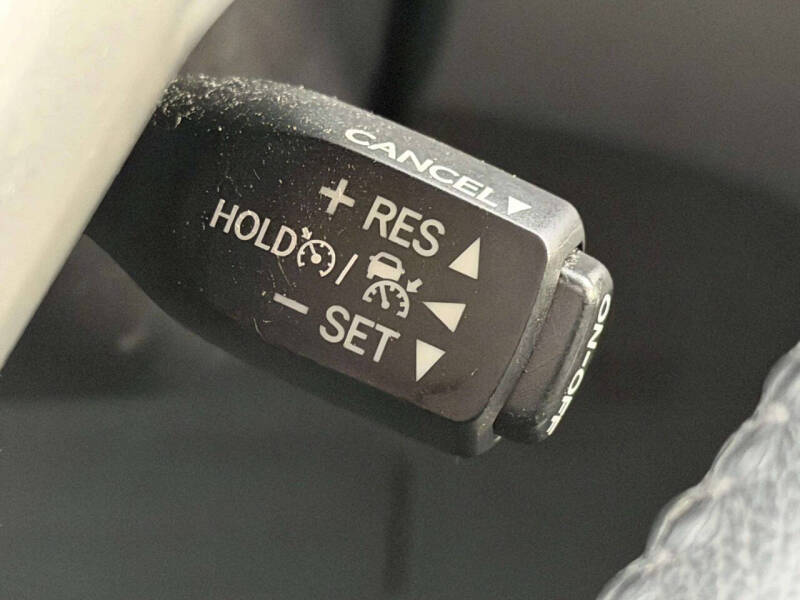 CANCEL▼
+ RES ▲
HOLD / ◀
− SET ▼
ON-OFF